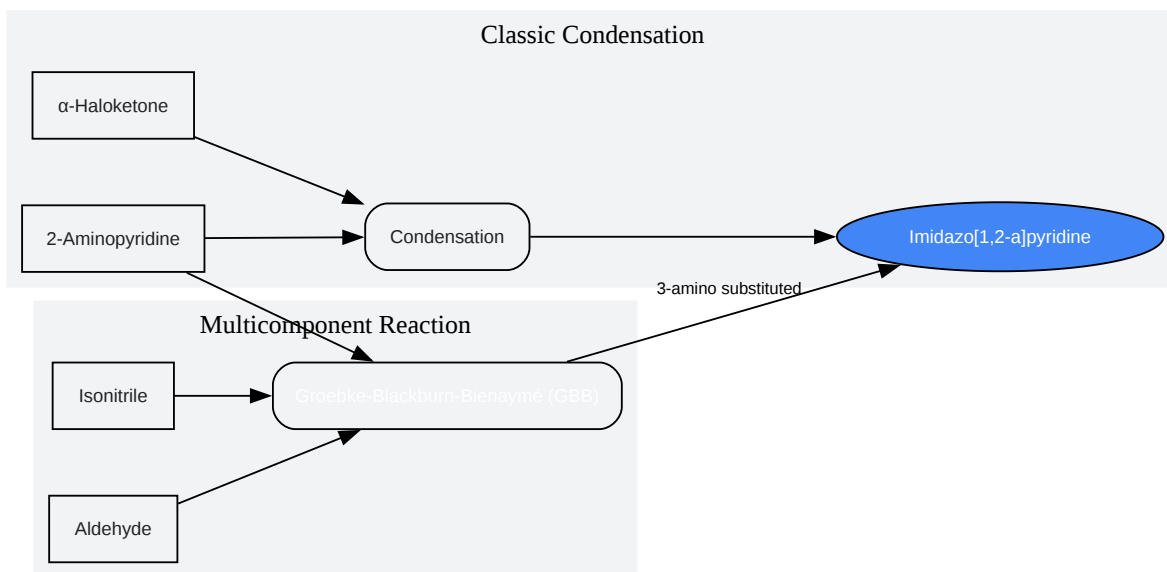 Classic Condensation
α-Haloketone
2-Aminopyridine
Condensation
Imidazo[1,2-a]pyridine
3-amino substituted
Multicomponent Reaction
Isonitrile
Groebke-Blackburn-Bienaymé (GBB)
Aldehyde